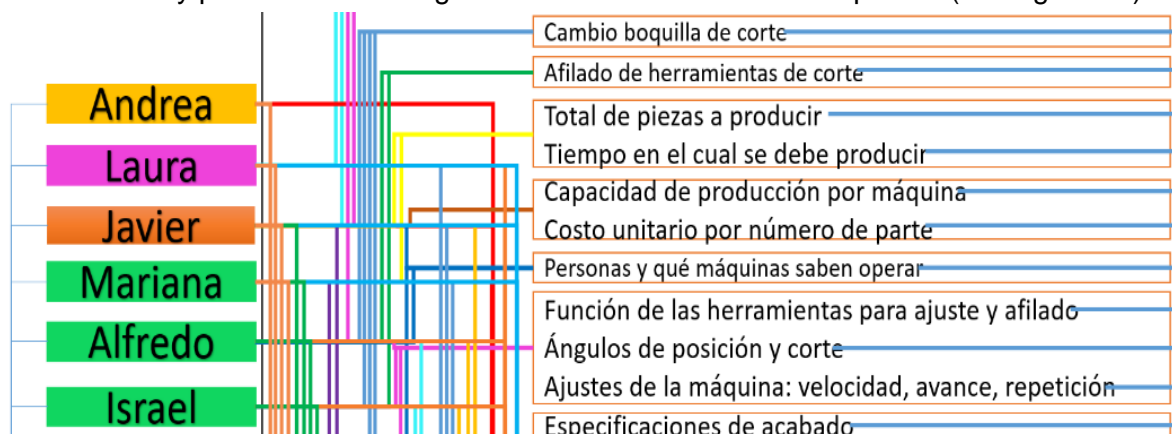 Cambio boquilla de corte
Afilado de herramientas de corte
Andrea
Total de piezas a producir
Laura
Tiempo en el cual se debe producir
Capacidad de producción por máquina
Javier
Costo unitario por número de parte
Mariana
Personas y qué máquinas saben operar
Función de las herramientas para ajuste y afilado
Alfredo
Ángulos de posición y corte
Ajustes de la máquina: velocidad, avance, repetición
Israel
Especificaciones de acabado